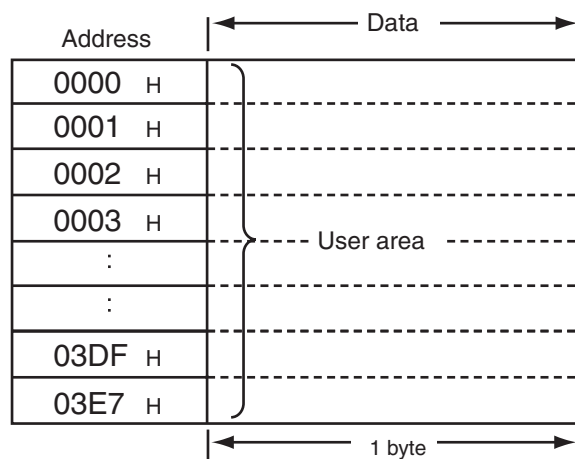 Address
Data
0000 H
0001 H
0002 H
0003 H
User area
:
:
03DF H
03E7 H
1 byte